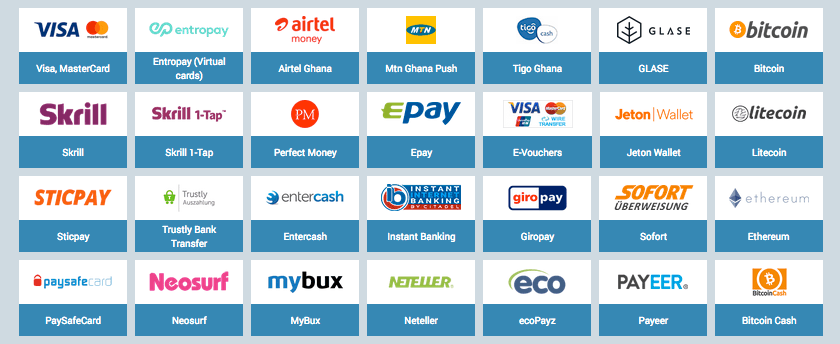 VISA mastercard entropay airtel money MTN tigo cash GLASE bitcoin
Visa, MasterCard Entropay (Virtual cards) Airtel Ghana Mtn Ghana Push Tigo Ghana GLASE Bitcoin
Skrill Skrill 1-Tap™ PM ePay VISA MasterCard UnionPay WIRE TRANSFER Jeton | Wallet litecoin
Skrill Skrill 1-Tap Perfect Money Epay E-Vouchers Jeton Wallet Litecoin
STICPAY Trustly Auszahlung entercash INSTANT INTERNET BANKING BY CITADEL giropay SOFORT ÜBERWEISUNG ethereum
Sticpay Trustly Bank Transfer Entercash Instant Banking Giropay Sofort Ethereum
paysafecard Neosurf mybux NETELLER® eco PAYEER® BitcoinCash
PaySafeCard Neosurf MyBux Neteller ecoPayz Payeer Bitcoin Cash